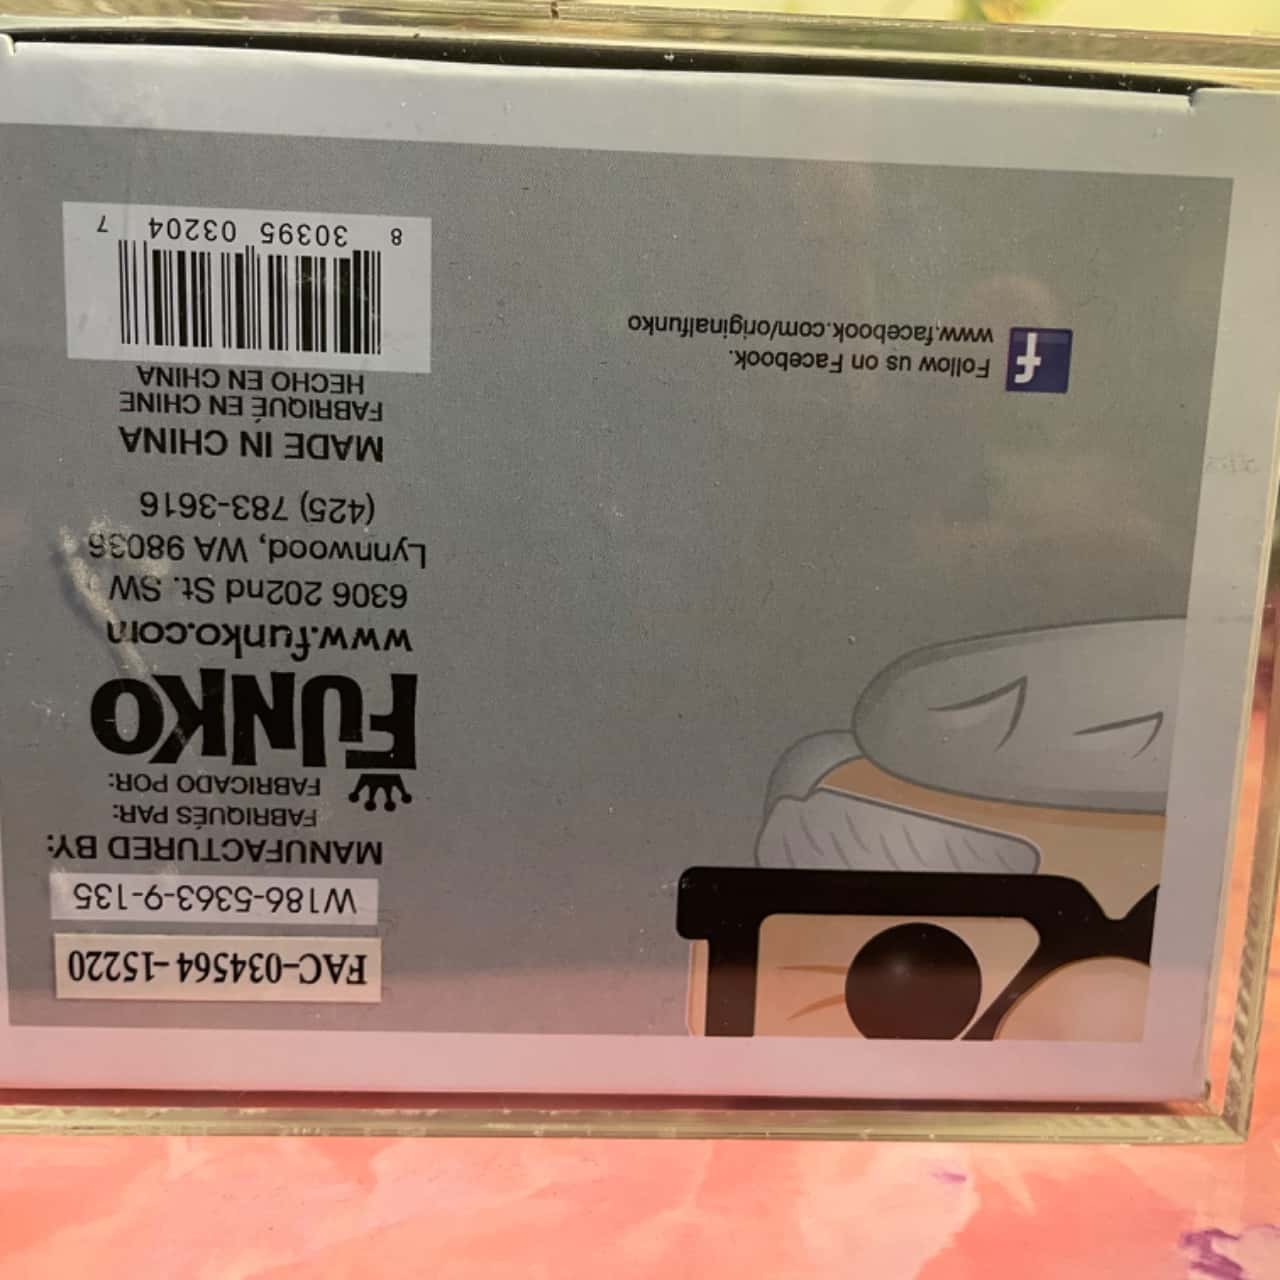 FAC-034564-15220
W186-5363-9-135
MANUFACTURED BY:
FABRIQUÉS PAR:
FABRICADO POR:
FUNKO
www.funko.com
6306 202nd St. SW
Lynnwood, WA 98036
(425) 783-3616
MADE IN CHINA
FABRIQUÉ EN CHINE
HECHO EN CHINA
8 30395 03204 7
f
Follow us on Facebook.
www.facebook.com/originalfunko